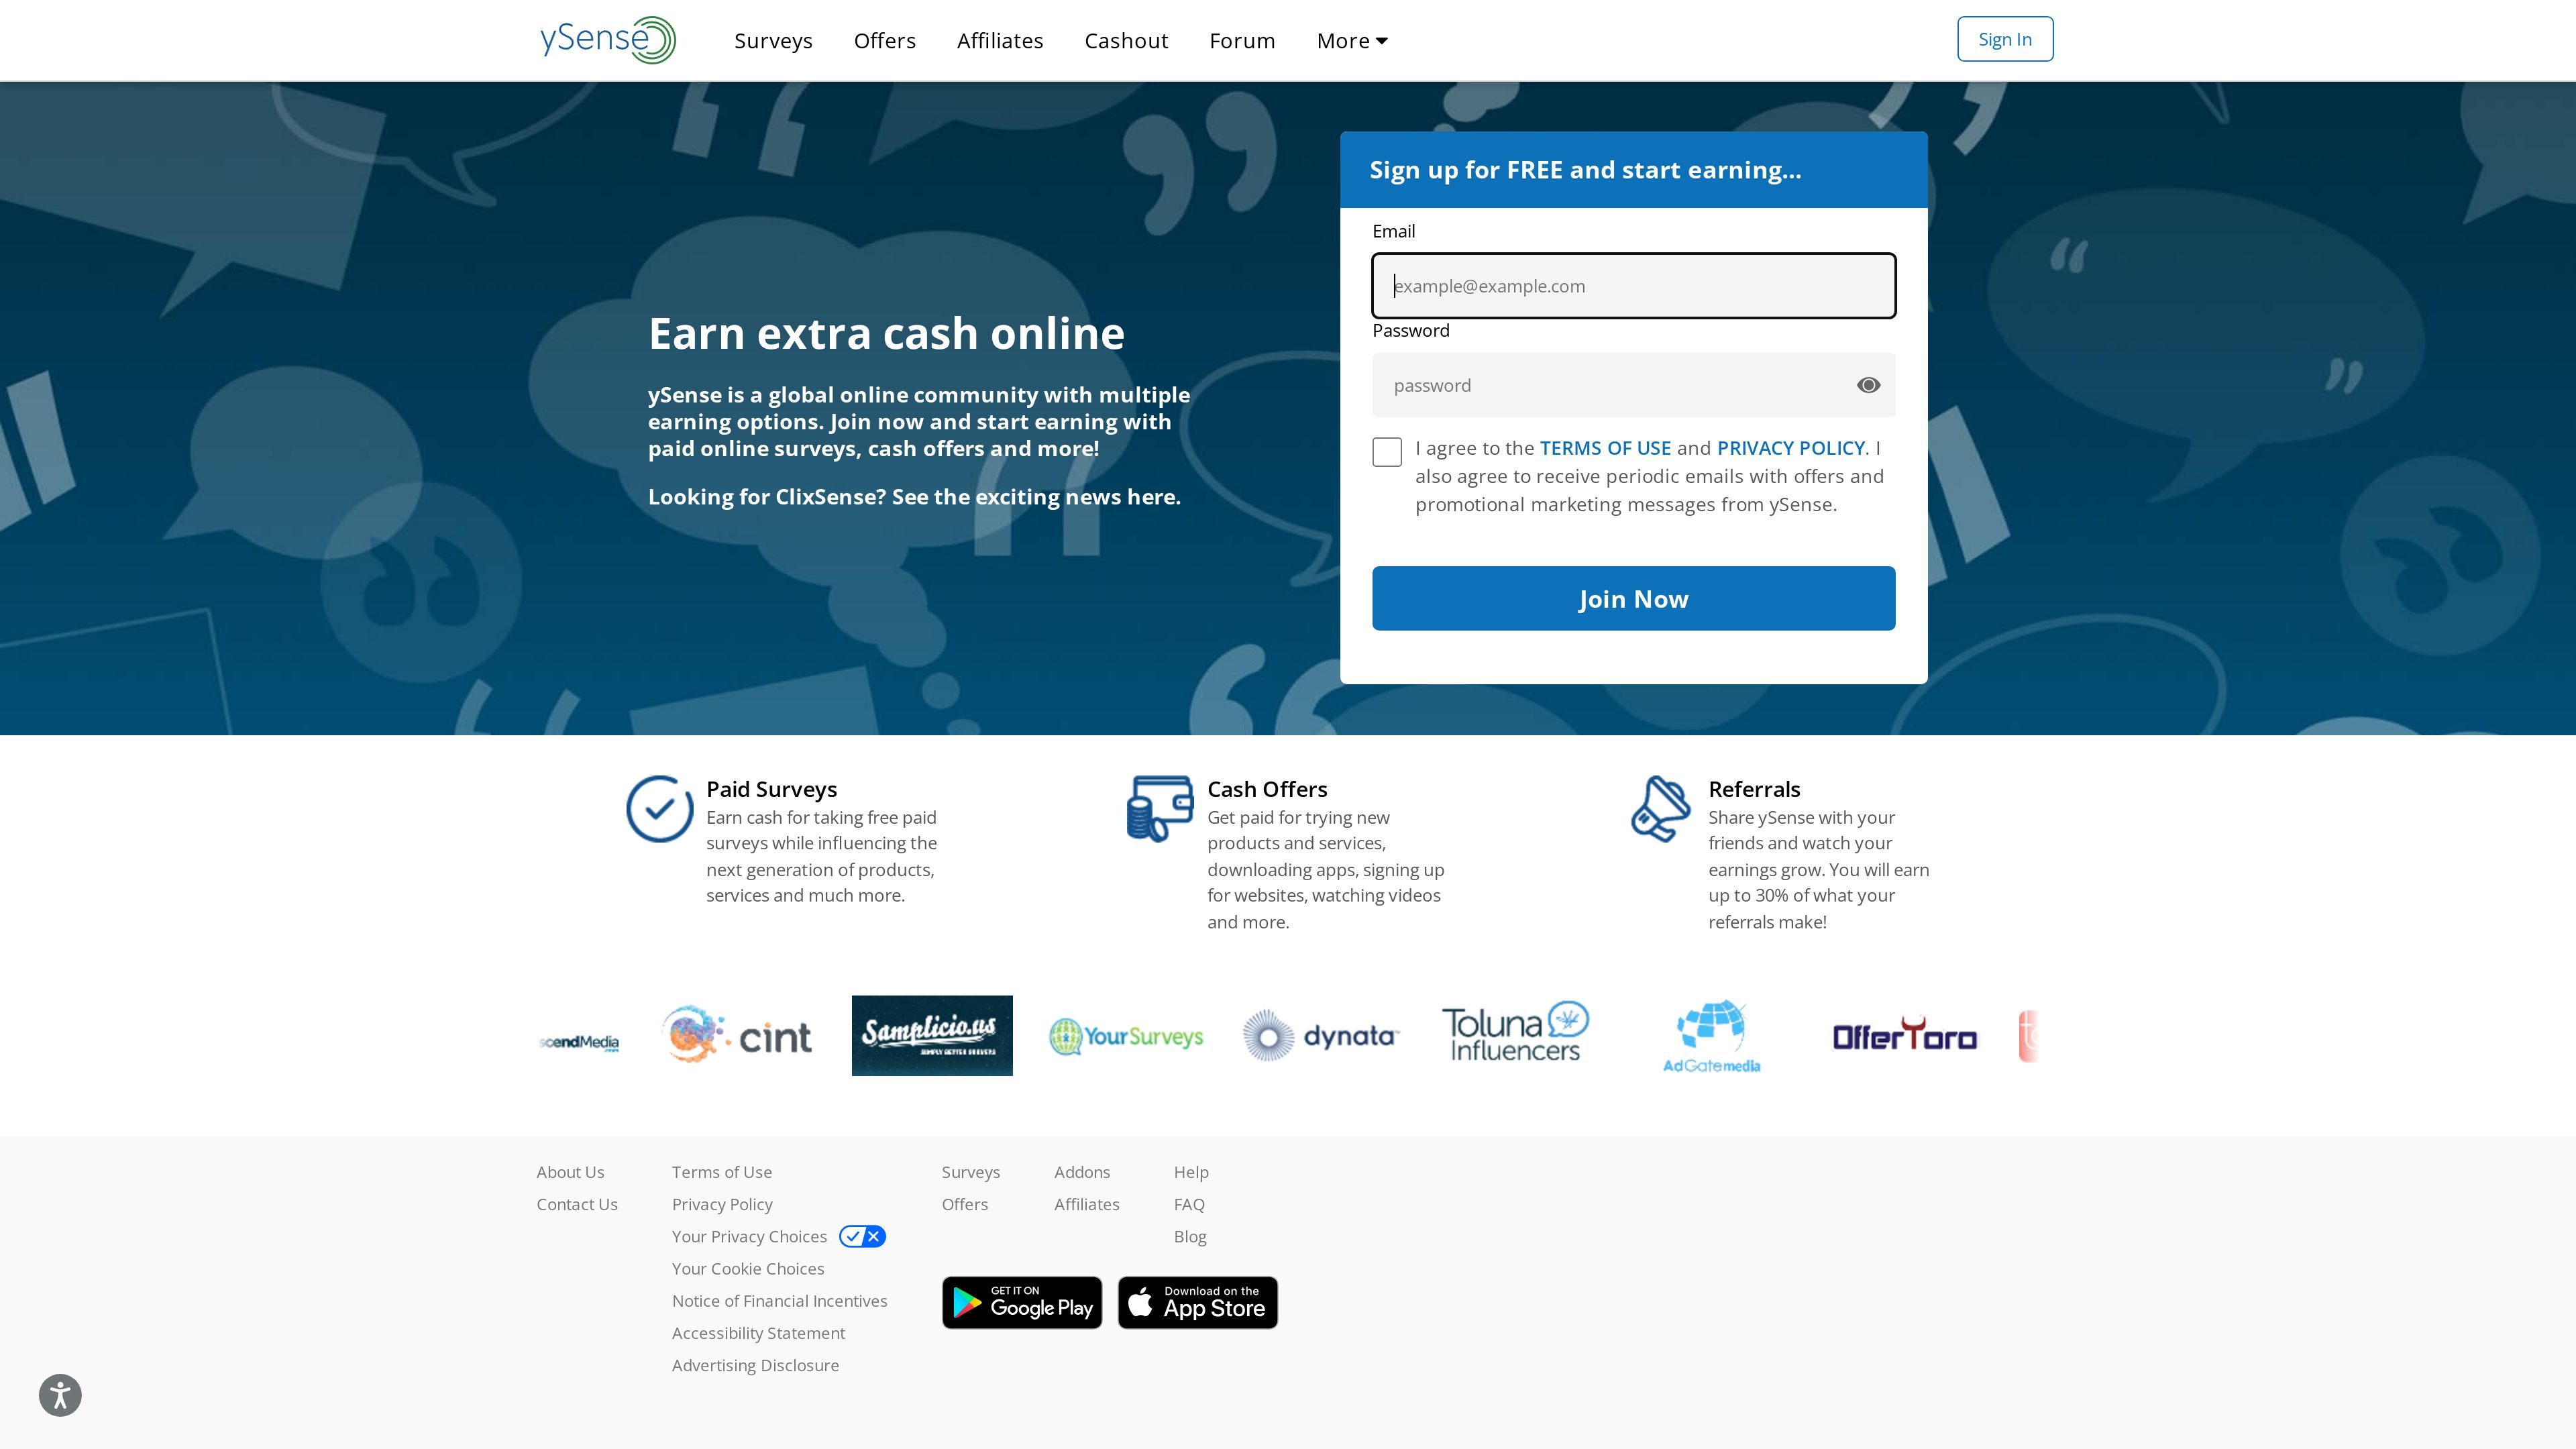 ySense
Surveys
Offers
Affiliates
Cashout
Forum
More
Sign In
Earn extra cash online
ySense is a global online community with multiple
earning options. Join now and start earning with
paid online surveys, cash offers and more!
Looking for ClixSense? See the exciting news here.
Sign up for FREE and start earning...
Email
example@example.com
Password
password
I agree to the TERMS OF USE and PRIVACY POLICY. I
also agree to receive periodic emails with offers and
promotional marketing messages from ySense.
Join Now
Paid Surveys
Earn cash for taking free paid
surveys while influencing the
next generation of products,
services and much more.
Cash Offers
Get paid for trying new
products and services,
downloading apps, signing up
for websites, watching videos
and more.
Referrals
Share ySense with your
friends and watch your
earnings grow. You will earn
up to 30% of what your
referrals make!
scendMedia
cint
Samplicio.us
SIMPLY BETTER SURVEYS
YourSurveys
dynata
Toluna
Influencers
AdGatemedia
OfferToro
About Us
Contact Us
Terms of Use
Privacy Policy
Your Privacy Choices
Your Cookie Choices
Notice of Financial Incentives
Accessibility Statement
Advertising Disclosure
Surveys
Offers
Addons
Affiliates
Help
FAQ
Blog
GET IT ON
Google Play
Download on the
App Store